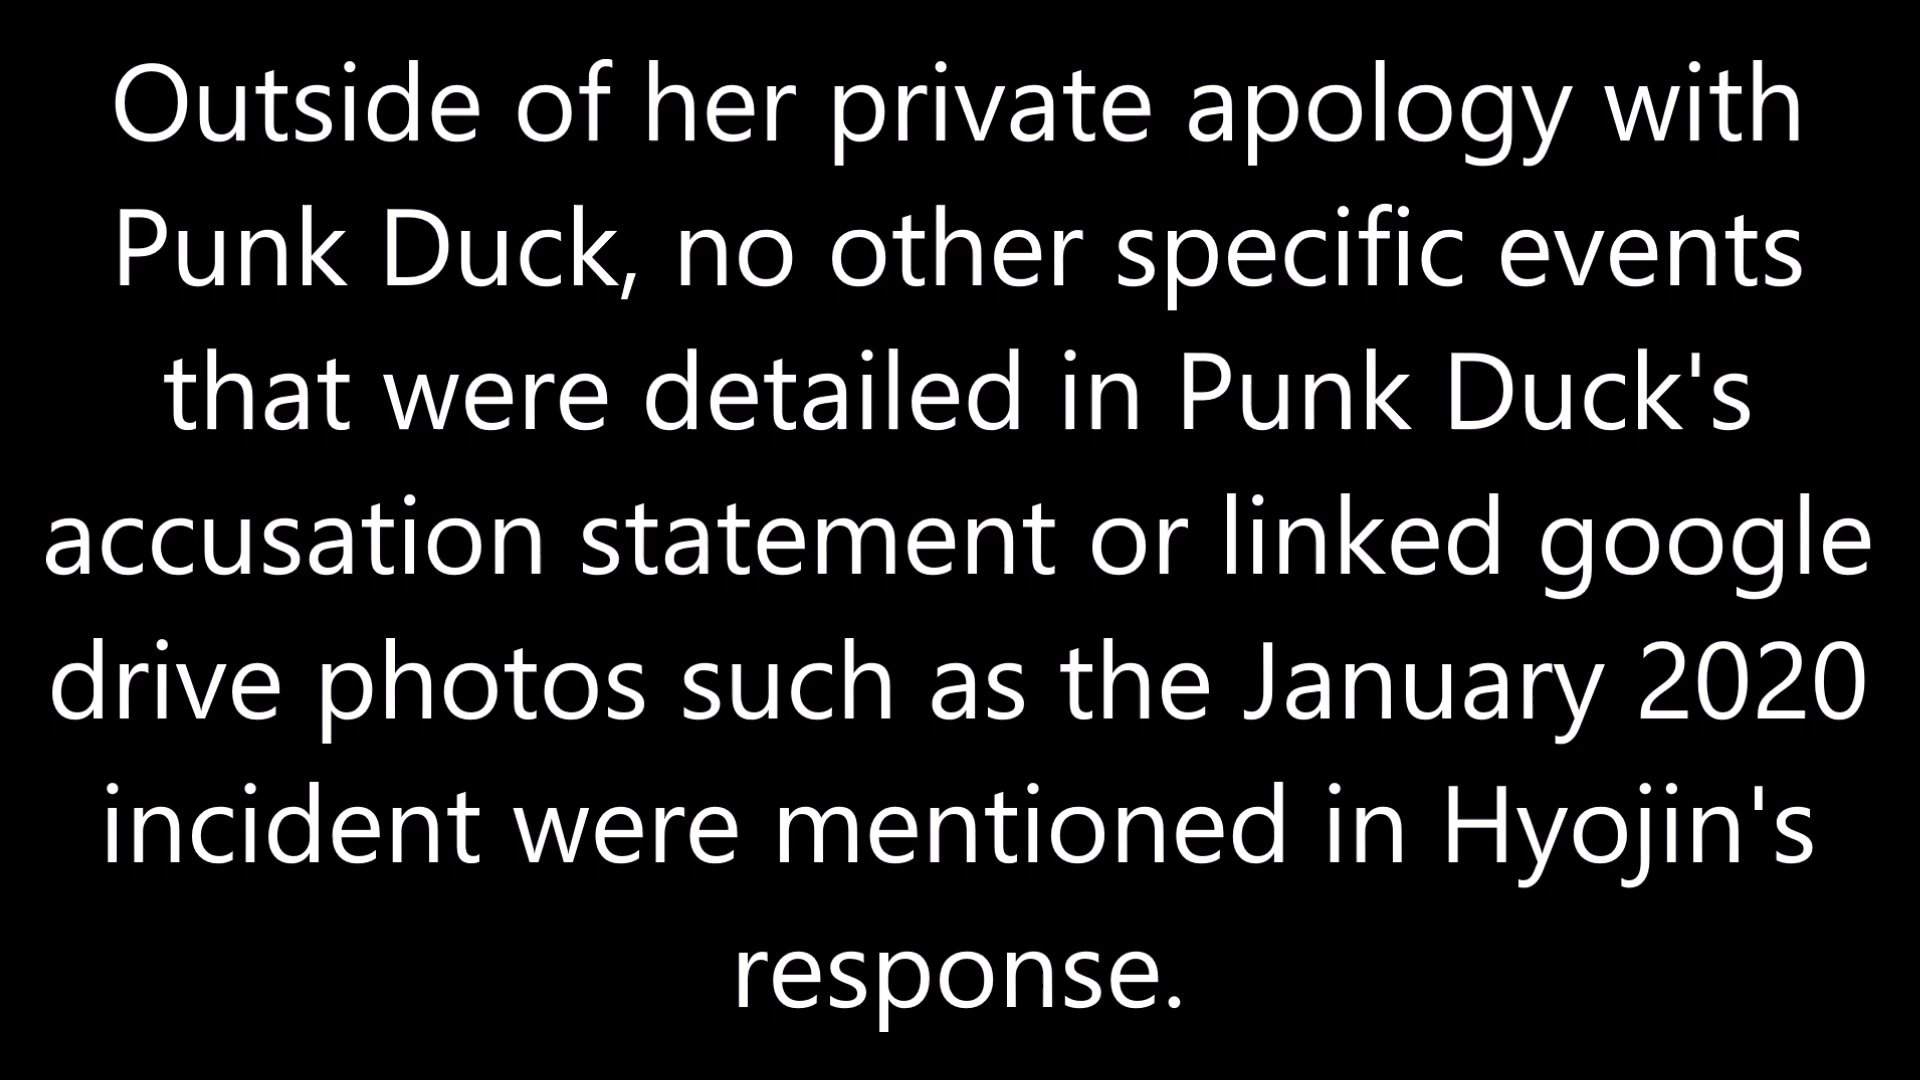 Outside of her private apology with
Punk Duck, no other specific events
that were detailed in Punk Duck's
accusation statement or linked google
drive photos such as the January 2020
incident were mentioned in Hyojin's
response.